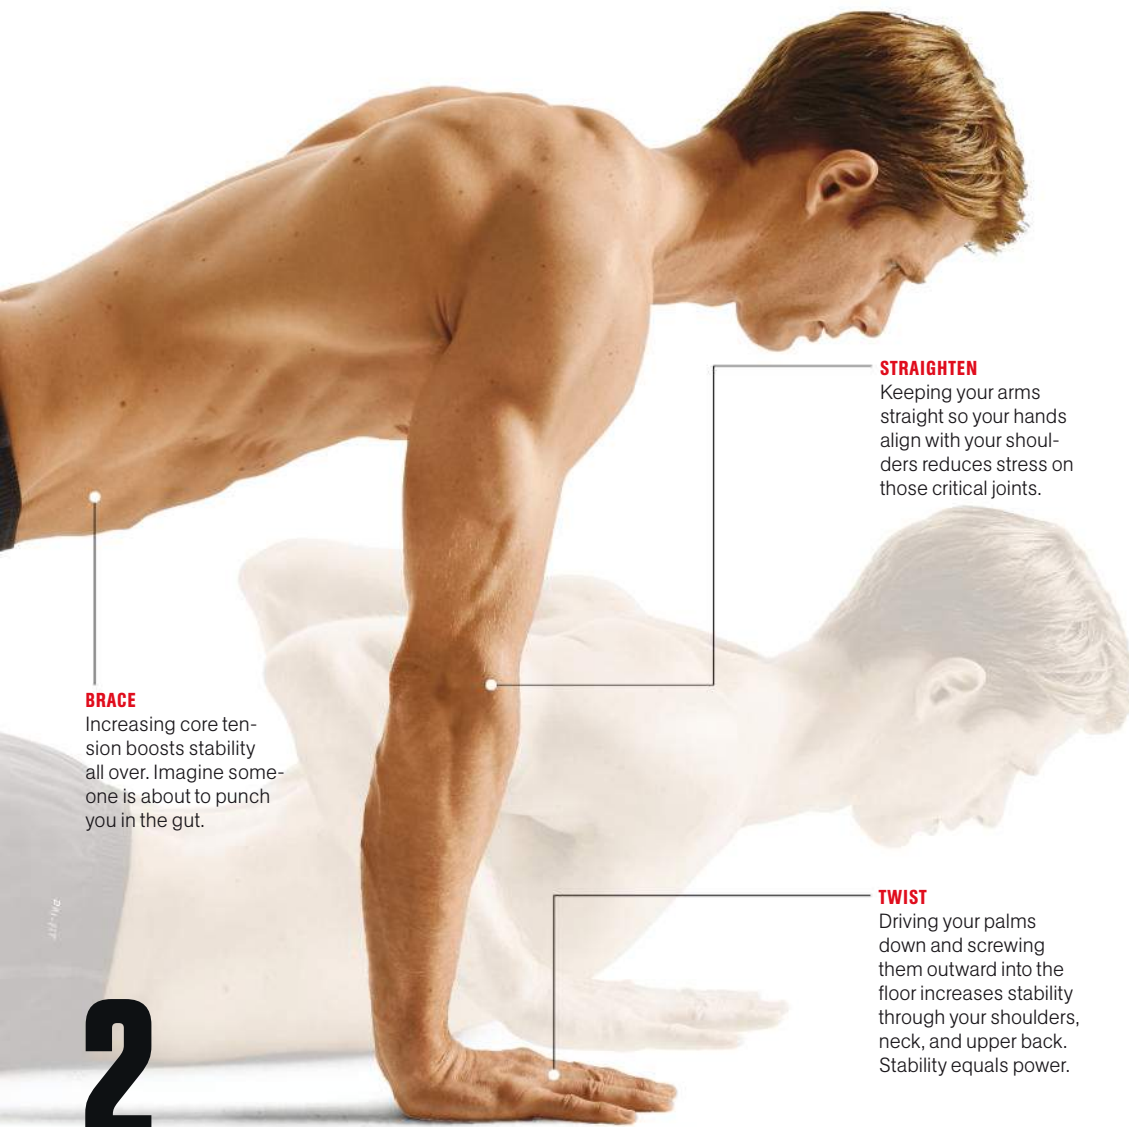 STRAIGHTEN
Keeping your arms
straight so your hands
align with your shoul-
ders reduces stress on
those critical joints.
BRACE
Increasing core ten-
sion boosts stability
all over. Imagine some-
one is about to punch
you in the gut.
DRI-FIT
TWIST
Driving your palms
down and screwing
them outward into the
floor increases stability
through your shoulders,
neck, and upper back.
Stability equals power.
2